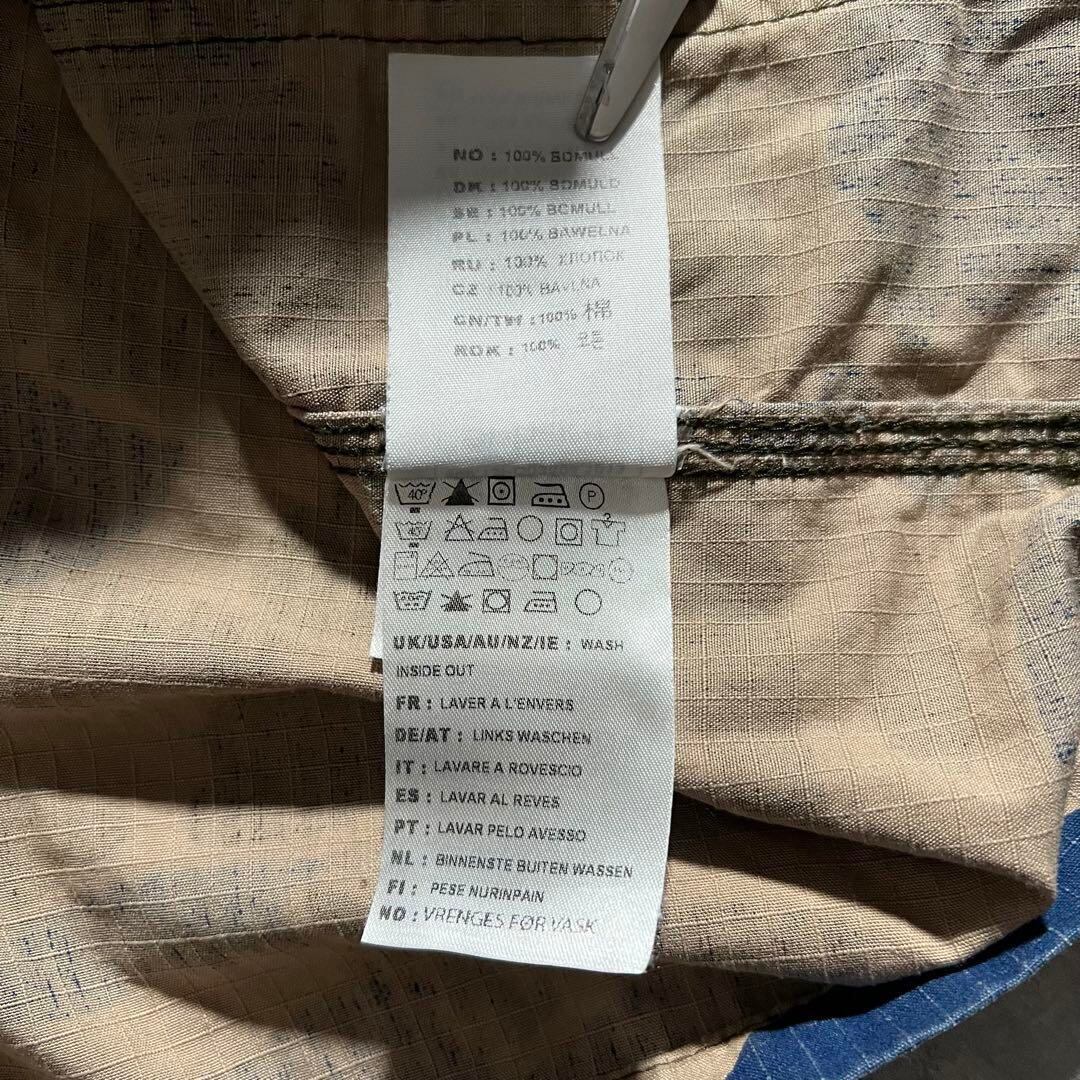 NO : 100% BOMULL
DK : 100% BOMULD
SE : 100% BOMULL
PL : 100% BAWELNA
RU : 100% ХЛОПОК
CZ : 100% BAVLNA
CN/TW : 100% 棉
ROK : 100% 코튼
40°
P
40°
UK/USA/AU/NZ/IE : WASH
INSIDE OUT
FR : LAVER A L'ENVERS
DE/AT : LINKS WASCHEN
IT : LAVARE A ROVESCIO
ES : LAVAR AL REVES
PT : LAVAR PELO AVESSO
NL : BINNENSTE BUITEN WASSEN
FI : PESE NURINPAIN
NO : VRENGES FØR VASK